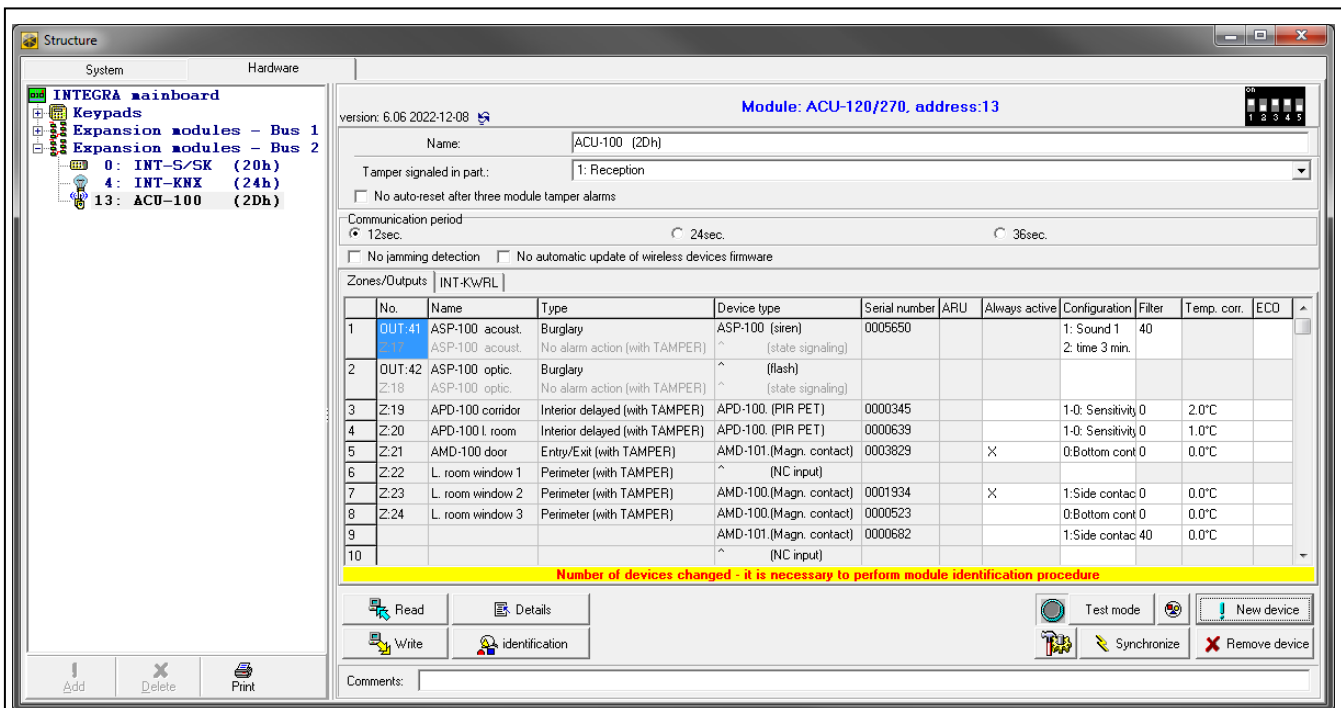 Structure
System Hardware
INTEGRA mainboard
Keypads
Expansion modules - Bus 1
Expansion modules - Bus 2
0: INT-S/SK (20h)
4: INT-KNX (24h)
13: ACU-100 (2Dh)
Add Delete Print
version: 6.06 2022-12-08 Module: ACU-120/270, address:13
on
1 2 3 4 5
Name: ACU-100 (2Dh)
Tamper signaled in part.: 1: Reception
No auto-reset after three module tamper alarms
Communication period
12sec. 24sec. 36sec.
No jamming detection No automatic update of wireless devices firmware
Zones/Outputs INT-KWRL
No. Name Type Device type Serial number ARU Always active Configuration Filter Temp. corr. ECO
1 OUT:41 ASP-100 acoust. Burglary ASP-100 (siren) 0005650 1: Sound 1 40
Z:17 ASP-100 acoust. No alarm action (with TAMPER) ^ (state signaling) 2: time 3 min.
2 OUT:42 ASP-100 optic. Burglary ^ (flash)
Z:18 ASP-100 optic. No alarm action (with TAMPER) ^ (state signaling)
3 Z:19 APD-100 corridor Interior delayed (with TAMPER) APD-100. (PIR PET) 0000345 1-0: Sensitivity 0 2.0°C
4 Z:20 APD-100 l. room Interior delayed (with TAMPER) APD-100. (PIR PET) 0000639 1-0: Sensitivity 0 1.0°C
5 Z:21 AMD-100 door Entry/Exit (with TAMPER) AMD-101.(Magn. contact) 0003829 X 0:Bottom cont 0 0.0°C
6 Z:22 L. room window 1 Perimeter (with TAMPER) ^ (NC input)
7 Z:23 L. room window 2 Perimeter (with TAMPER) AMD-100.(Magn. contact) 0001934 X 1:Side contac 0 0.0°C
8 Z:24 L. room window 3 Perimeter (with TAMPER) AMD-100.(Magn. contact) 0000523 0:Bottom cont 0 0.0°C
9 AMD-101.(Magn. contact) 0000682 1:Side contac 40 0.0°C
10 ^ (NC input)
Number of devices changed - it is necessary to perform module identification procedure
Read Details Test mode New device
Write identification Synchronize Remove device
Comments: